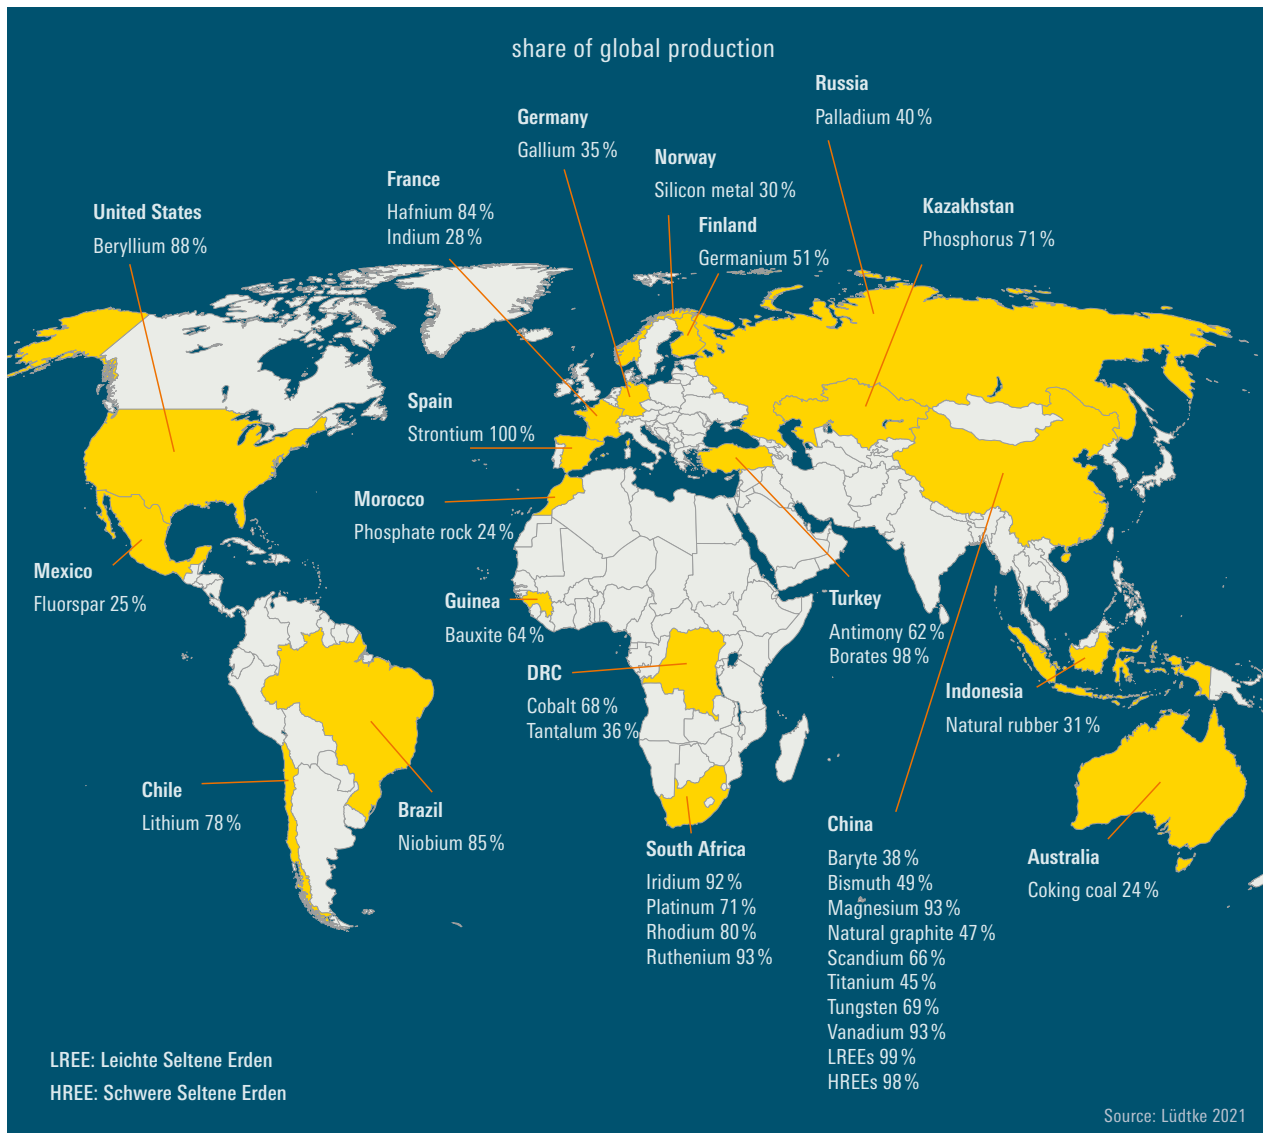 share of global production
Russia
Palladium 40 %
Germany
Gallium 35 %
Norway
Silicon metal 30 %
France
Hafnium 84 %
Indium 28 %
United States
Beryllium 88 %
Kazakhstan
Phosphorus 71 %
Finland
Germanium 51 %
Spain
Strontium 100 %
Morocco
Phosphate rock 24 %
Mexico
Fluorspar 25 %
Guinea
Bauxite 64 %
Turkey
Antimony 62 %
Borates 98 %
DRC
Cobalt 68 %
Tantalum 36 %
Indonesia
Natural rubber 31 %
Chile
Lithium 78 %
Brazil
Niobium 85 %
South Africa
Iridium 92 %
Platinum 71 %
Rhodium 80 %
Ruthenium 93 %
China
Baryte 38 %
Bismuth 49 %
Magnesium 93 %
Natural graphite 47 %
Scandium 66 %
Titanium 45 %
Tungsten 69 %
Vanadium 93 %
LREEs 99 %
HREEs 98 %
Australia
Coking coal 24 %
LREE: Leichte Seltene Erden
HREE: Schwere Seltene Erden
Source: Lüdtke 2021